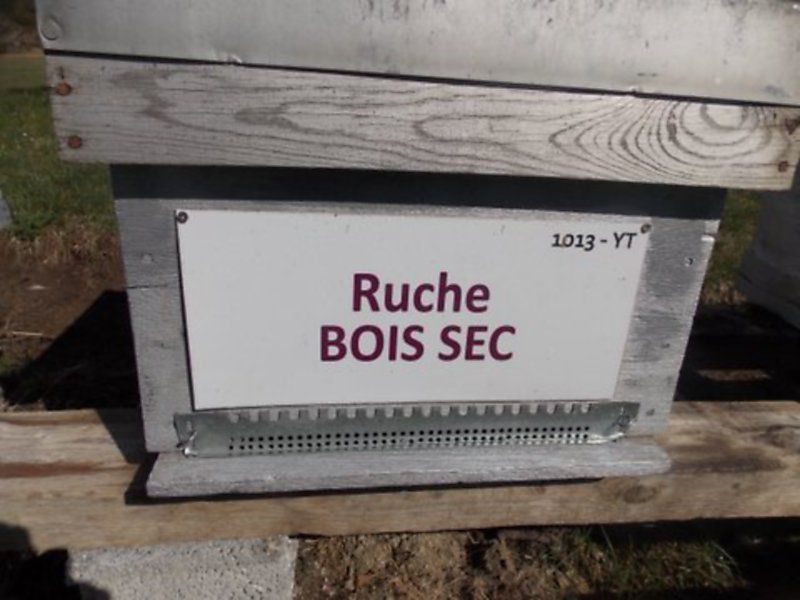 1013 - YT
Ruche
BOIS SEC